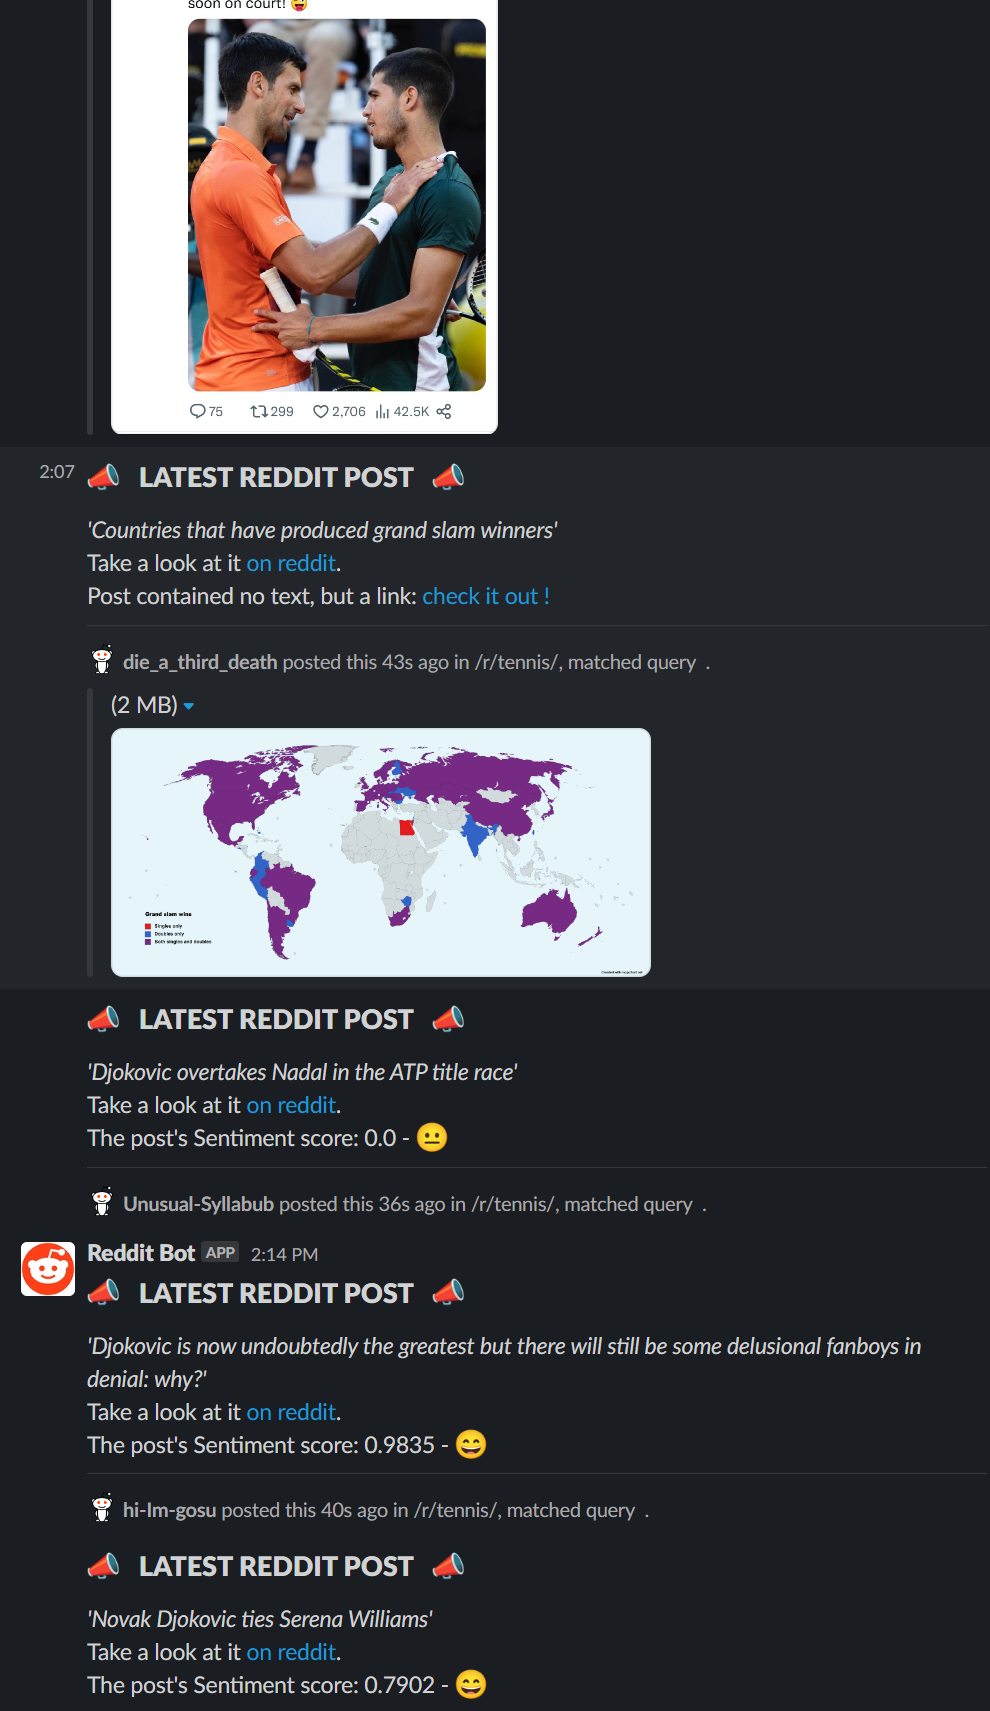 soon on court! 😜
75 299 2,706 42.5K
2:07 LATEST REDDIT POST
'Countries that have produced grand slam winners'
Take a look at it on reddit.
Post contained no text, but a link: check it out !
die_a_third_death posted this 43s ago in /r/tennis/, matched query .
(2 MB)
Grand slam wins
Singles only
Doubles only
Both singles and doubles
Created with mapchart.net
LATEST REDDIT POST
'Djokovic overtakes Nadal in the ATP title race'
Take a look at it on reddit.
The post's Sentiment score: 0.0 - 😐
Unusual-Syllabub posted this 36s ago in /r/tennis/, matched query .
Reddit Bot APP 2:14 PM
LATEST REDDIT POST
'Djokovic is now undoubtedly the greatest but there will still be some delusional fanboys in
denial: why?'
Take a look at it on reddit.
The post's Sentiment score: 0.9835 - 😄
hi-Im-gosu posted this 40s ago in /r/tennis/, matched query .
LATEST REDDIT POST
'Novak Djokovic ties Serena Williams'
Take a look at it on reddit.
The post's Sentiment score: 0.7902 - 😄